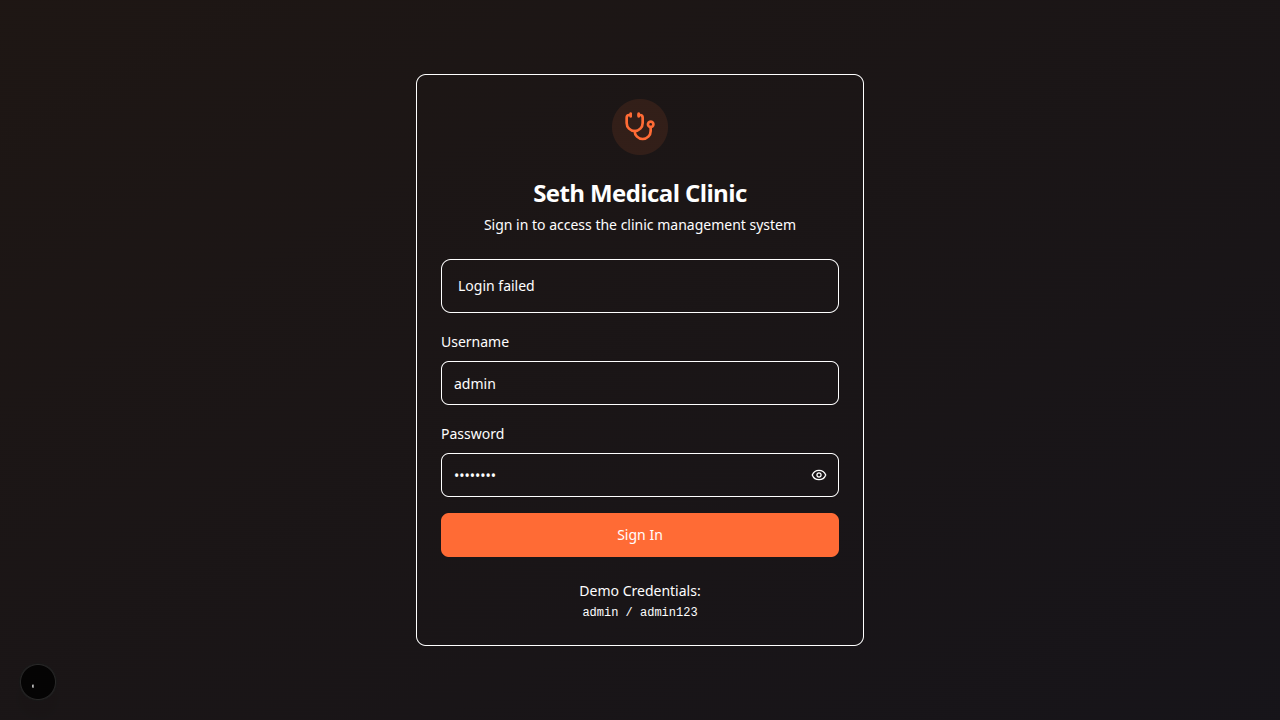 Seth Medical Clinic
Sign in to access the clinic management system
Login failed
Username
admin
Password
••••••••
Sign In
Demo Credentials:
admin / admin123